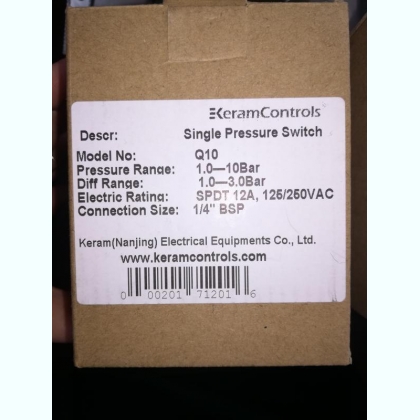 KeramControls
Descr: Single Pressure Switch
Model No: Q10
Pressure Range: 1.0—10Bar
Diff Range: 1.0—3.0Bar
Electric Rating: SPDT 12A, 125/250VAC
Connection Size: 1/4" BSP
Keram(Nanjing) Electrical Equipments Co., Ltd.
www.keramcontrols.com
0 00201 71201 6